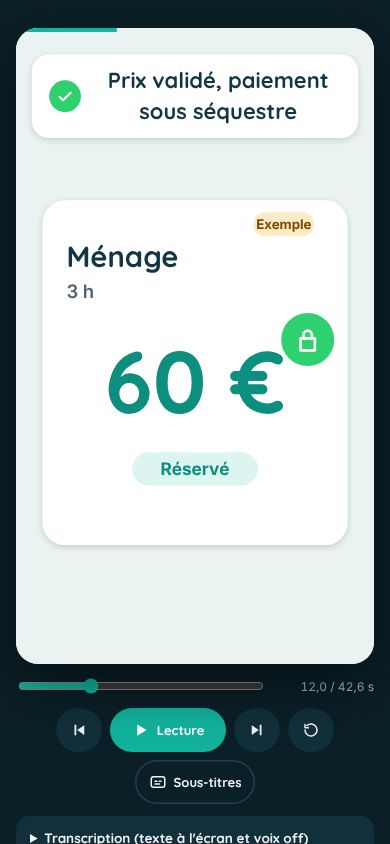 Prix validé, paiement
sous séquestre
Exemple
Ménage
3 h
60 €
Réservé
12,0 / 42,6 s
Lecture
Sous-titres
Transcription (texte à l'écran et voix off)